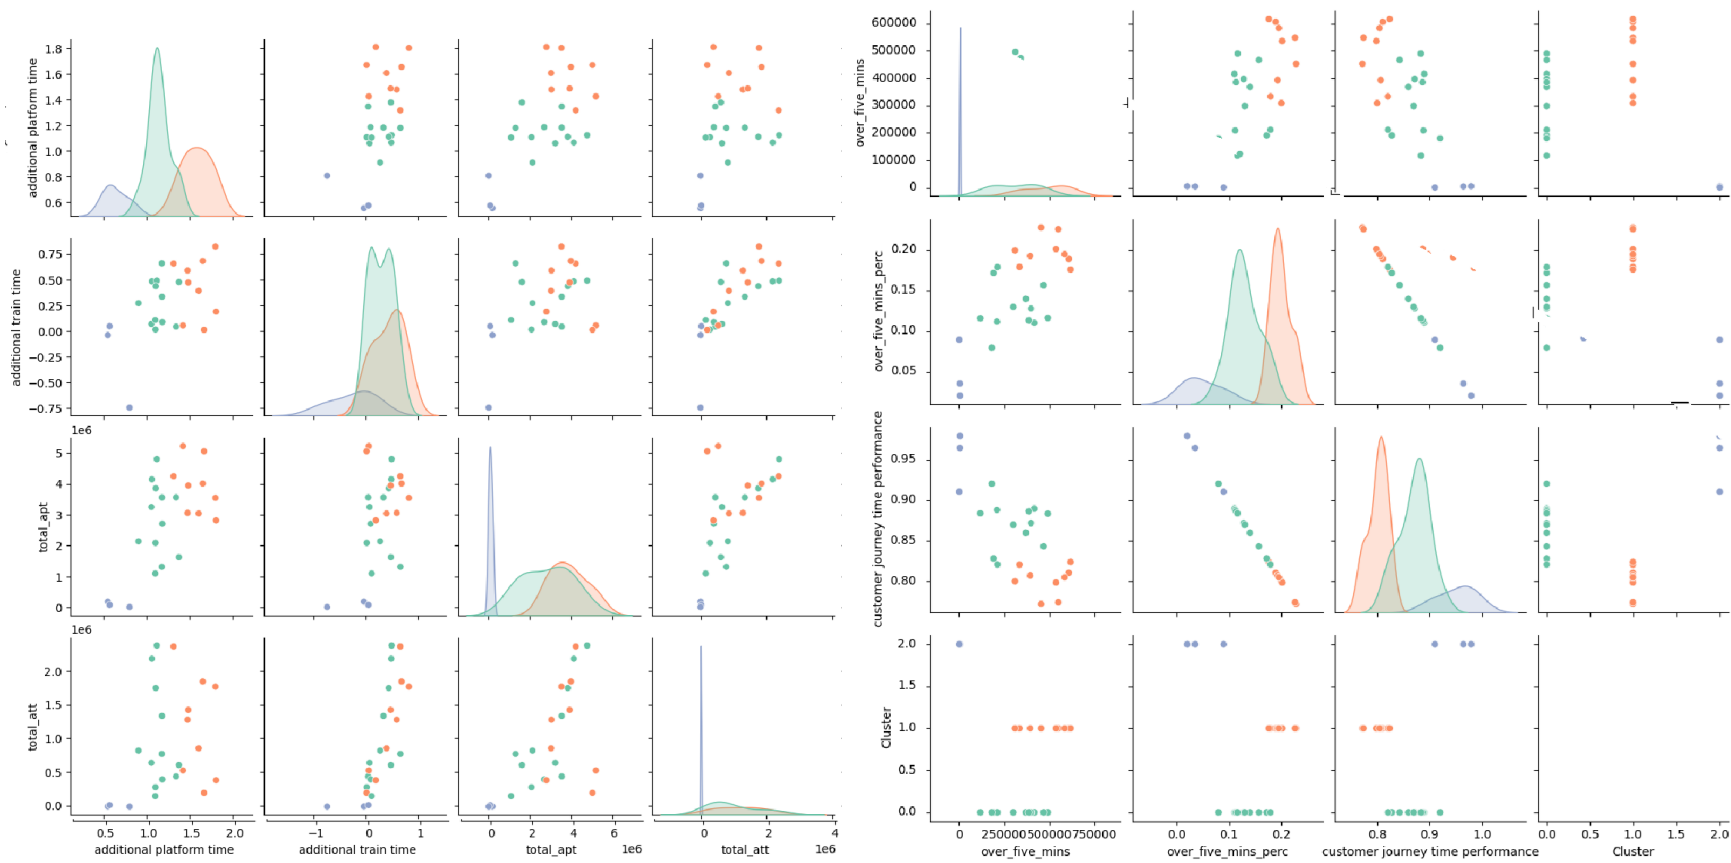 additional platform time
1.8
1.6
1.4
1.2
1.0
0.8
0.6
additional train time
0.75
0.50
0.25
0.00
−0.25
−0.50
−0.75
1e6
total_apt
5
4
3
2
1
0
1e6
total_att
2.5
2.0
1.5
1.0
0.5
0.0
0.5 1.0 1.5 2.0
additional platform time
−1 0 1
additional train time
0 2 4 6
total_apt 1e6
0 2 4
total_att 1e6
over_five_mins
600000
500000
400000
300000
200000
100000
0
over_five_mins_perc
0.20
0.15
0.10
0.05
customer journey time performance
0.95
0.90
0.85
0.80
Cluster
2.0
1.5
1.0
0.5
0.0
0 250000 500000 750000
over_five_mins
0.0 0.1 0.2
over_five_mins_perc
0.8 0.9 1.0
customer journey time performance
0.0 0.5 1.0 1.5 2.0
Cluster